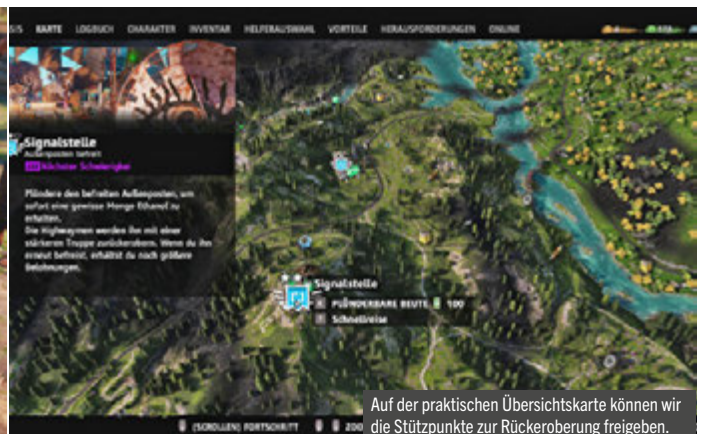 KARTE LOGBUCH CHARAKTER INVENTAR HELFERAUSWAHL VORTEILE HERAUSFORDERUNGEN ONLINE
Signalstelle
Außenposten befreit
Nächster Schwierigkei
Plündere den befreiten Außenposten, um
sofort eine gewisse Menge Ethanol zu
erhalten.
Die Highwaymen werden ihn mit einer
stärkeren Truppe zurückerobern. Wenn du ihn
erneut befreist, erhältst du noch größere
Belohnungen.
Signalstelle
PLÜNDERBARE BEUTE 100
Schnellreise
(SCROLLEN) FORTSCHRITT
Auf der praktischen Übersichtskarte können wir
die Stützpunkte zur Rückeroberung freigeben.